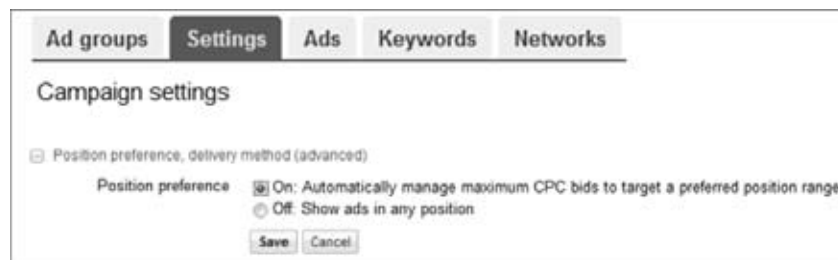 Ad groups Settings Ads Keywords Networks
Campaign settings
Position preference, delivery method (advanced)
Position preference On: Automatically manage maximum CPC bids to target a preferred position range
Off: Show ads in any position
Save Cancel